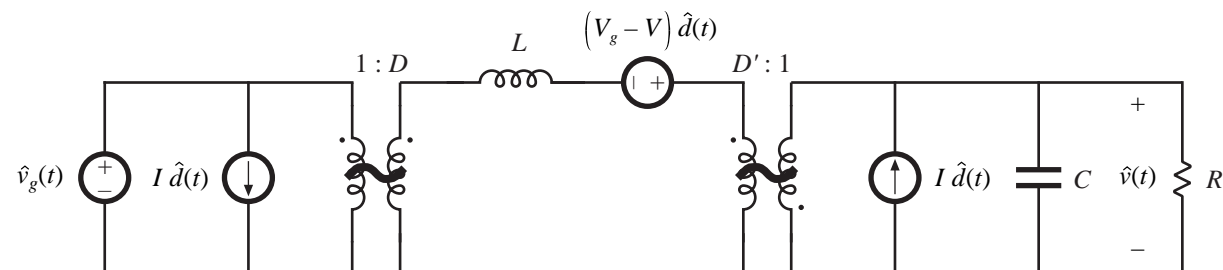 (V_g – V) d̂(t)
L
1 : D
D′ : 1
+
–
v̂_g(t)
I d̂(t)
– +
I d̂(t)
C
+
v̂(t)
–
R